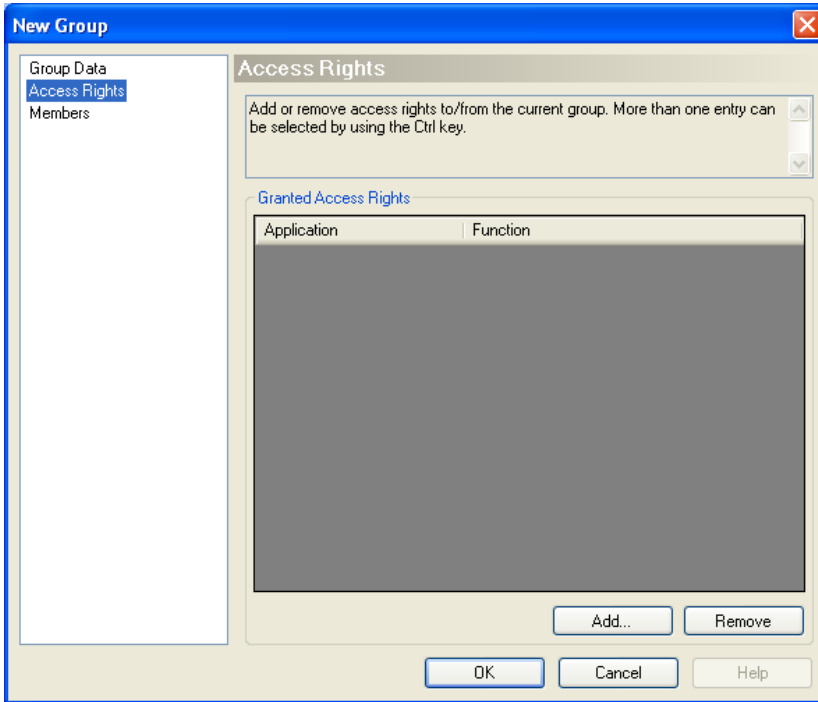 New Group
Group Data
Access Rights
Members
Access Rights
Add or remove access rights to/from the current group. More than one entry can
be selected by using the Ctrl key.
Granted Access Rights
Application Function
Add... Remove
OK Cancel Help